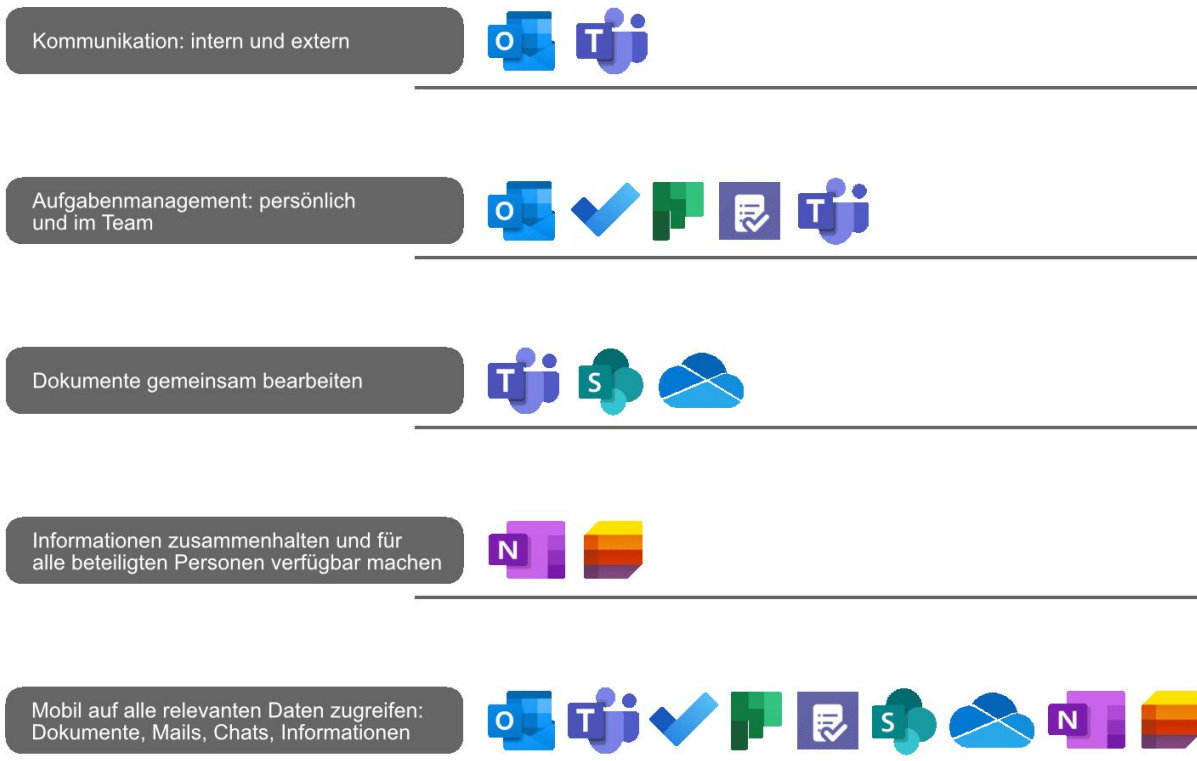 Kommunikation: intern und extern
O T
Aufgabenmanagement: persönlich
und im Team
O T
Dokumente gemeinsam bearbeiten
T S
Informationen zusammenhalten und für
alle beteiligten Personen verfügbar machen
N
Mobil auf alle relevanten Daten zugreifen:
Dokumente, Mails, Chats, Informationen
O T S N